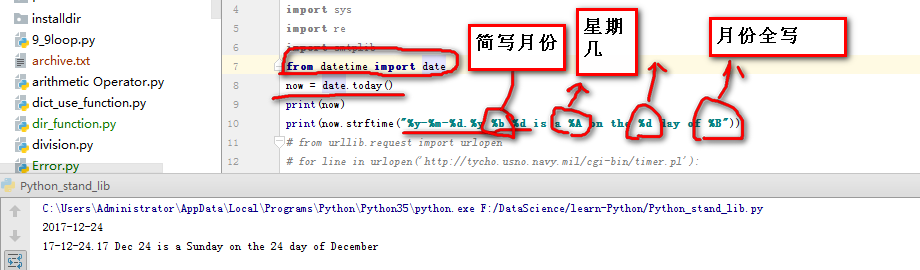 installdir
9_9loop.py
archive.txt
arithmetic Operator.py
dict_use_function.py
dir_function.py
division.py
Error.py
4 import sys
5 import re
6 import smtplib
7 from datetime import date
8 now = date.today()
9 print(now)
10 print(now.strftime("%y-%m-%d.%y %b %d is a %A on the %d day of %B"))
11 # from urllib.request import urlopen
12 # for line in urlopen('http://tycho.usno.navy.mil/cgi-bin/timer.pl'):
简写月份
星期
几
月份全写
Python_stand_lib
C:\Users\Administrator\AppData\Local\Programs\Python\Python35\python.exe F:/DataScience/learn-Python/Python_stand_lib.py
2017-12-24
17-12-24.17 Dec 24 is a Sunday on the 24 day of December